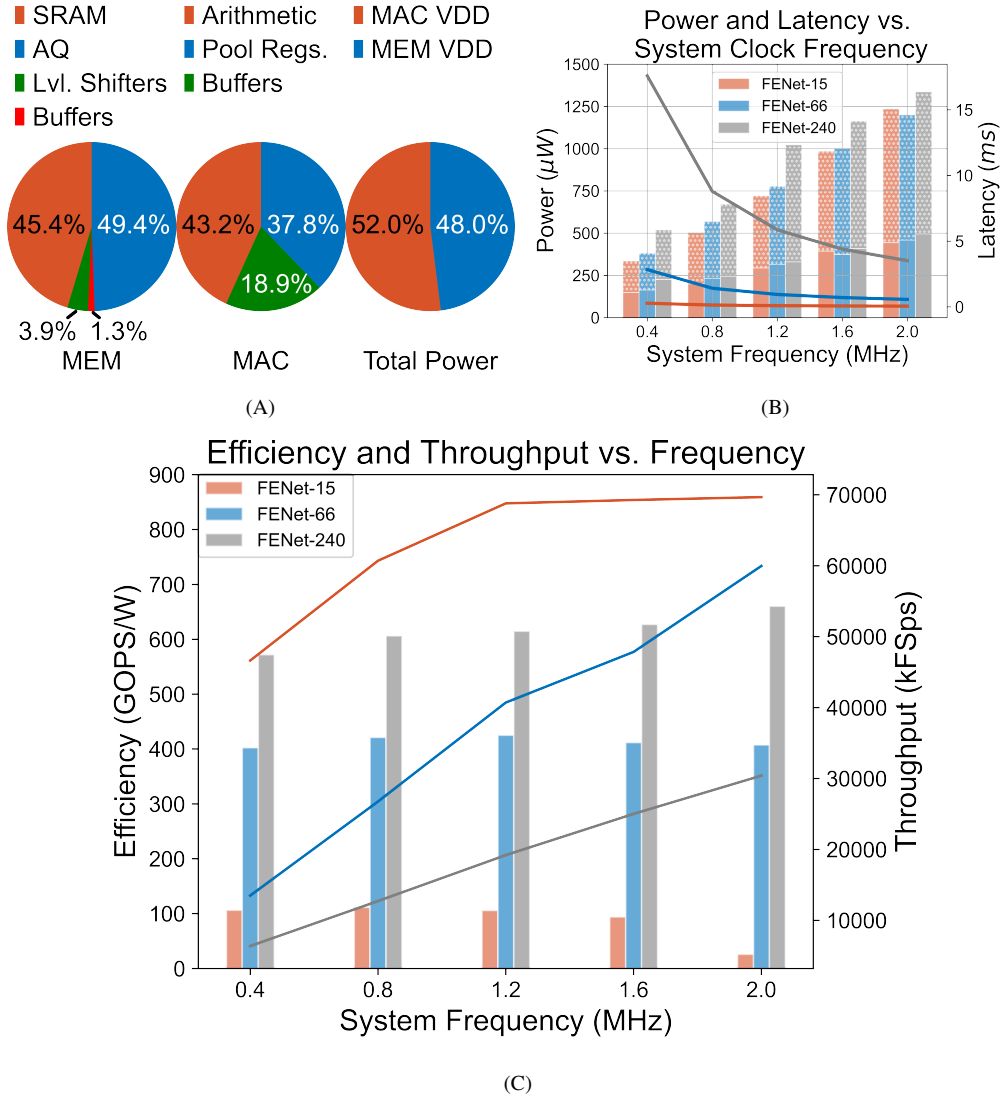 SRAM
AQ
Lvl. Shifters
Buffers
Arithmetic
Pool Regs.
Buffers
MAC VDD
MEM VDD
45.4%
49.4%
3.9%
1.3%
MEM
43.2%
37.8%
18.9%
MAC
52.0%
48.0%
Total Power
(A)
Power and Latency vs.
System Clock Frequency
FENet-15
FENet-66
FENet-240
Power (μW)
1500
1250
1000
750
500
250
0
Latency (ms)
15
10
5
0
0.4 0.8 1.2 1.6 2.0
System Frequency (MHz)
(B)
Efficiency and Throughput vs. Frequency
FENet-15
FENet-66
FENet-240
Efficiency (GOPS/W)
900
800
700
600
500
400
300
200
100
0
Throughput (kFSps)
70000
60000
50000
40000
30000
20000
10000
0.4 0.8 1.2 1.6 2.0
System Frequency (MHz)
(C)